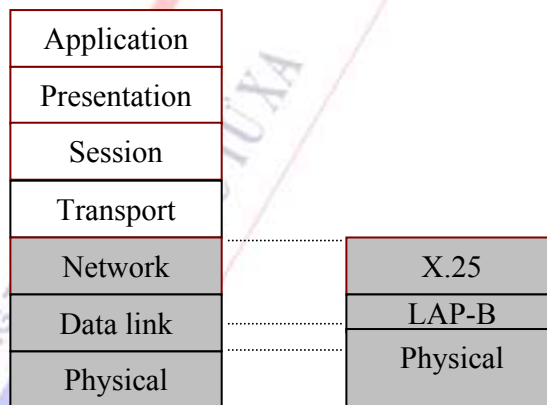 Application
Presentation
Session
Transport
Network
Data link
Physical
X.25
LAP-B
Physical